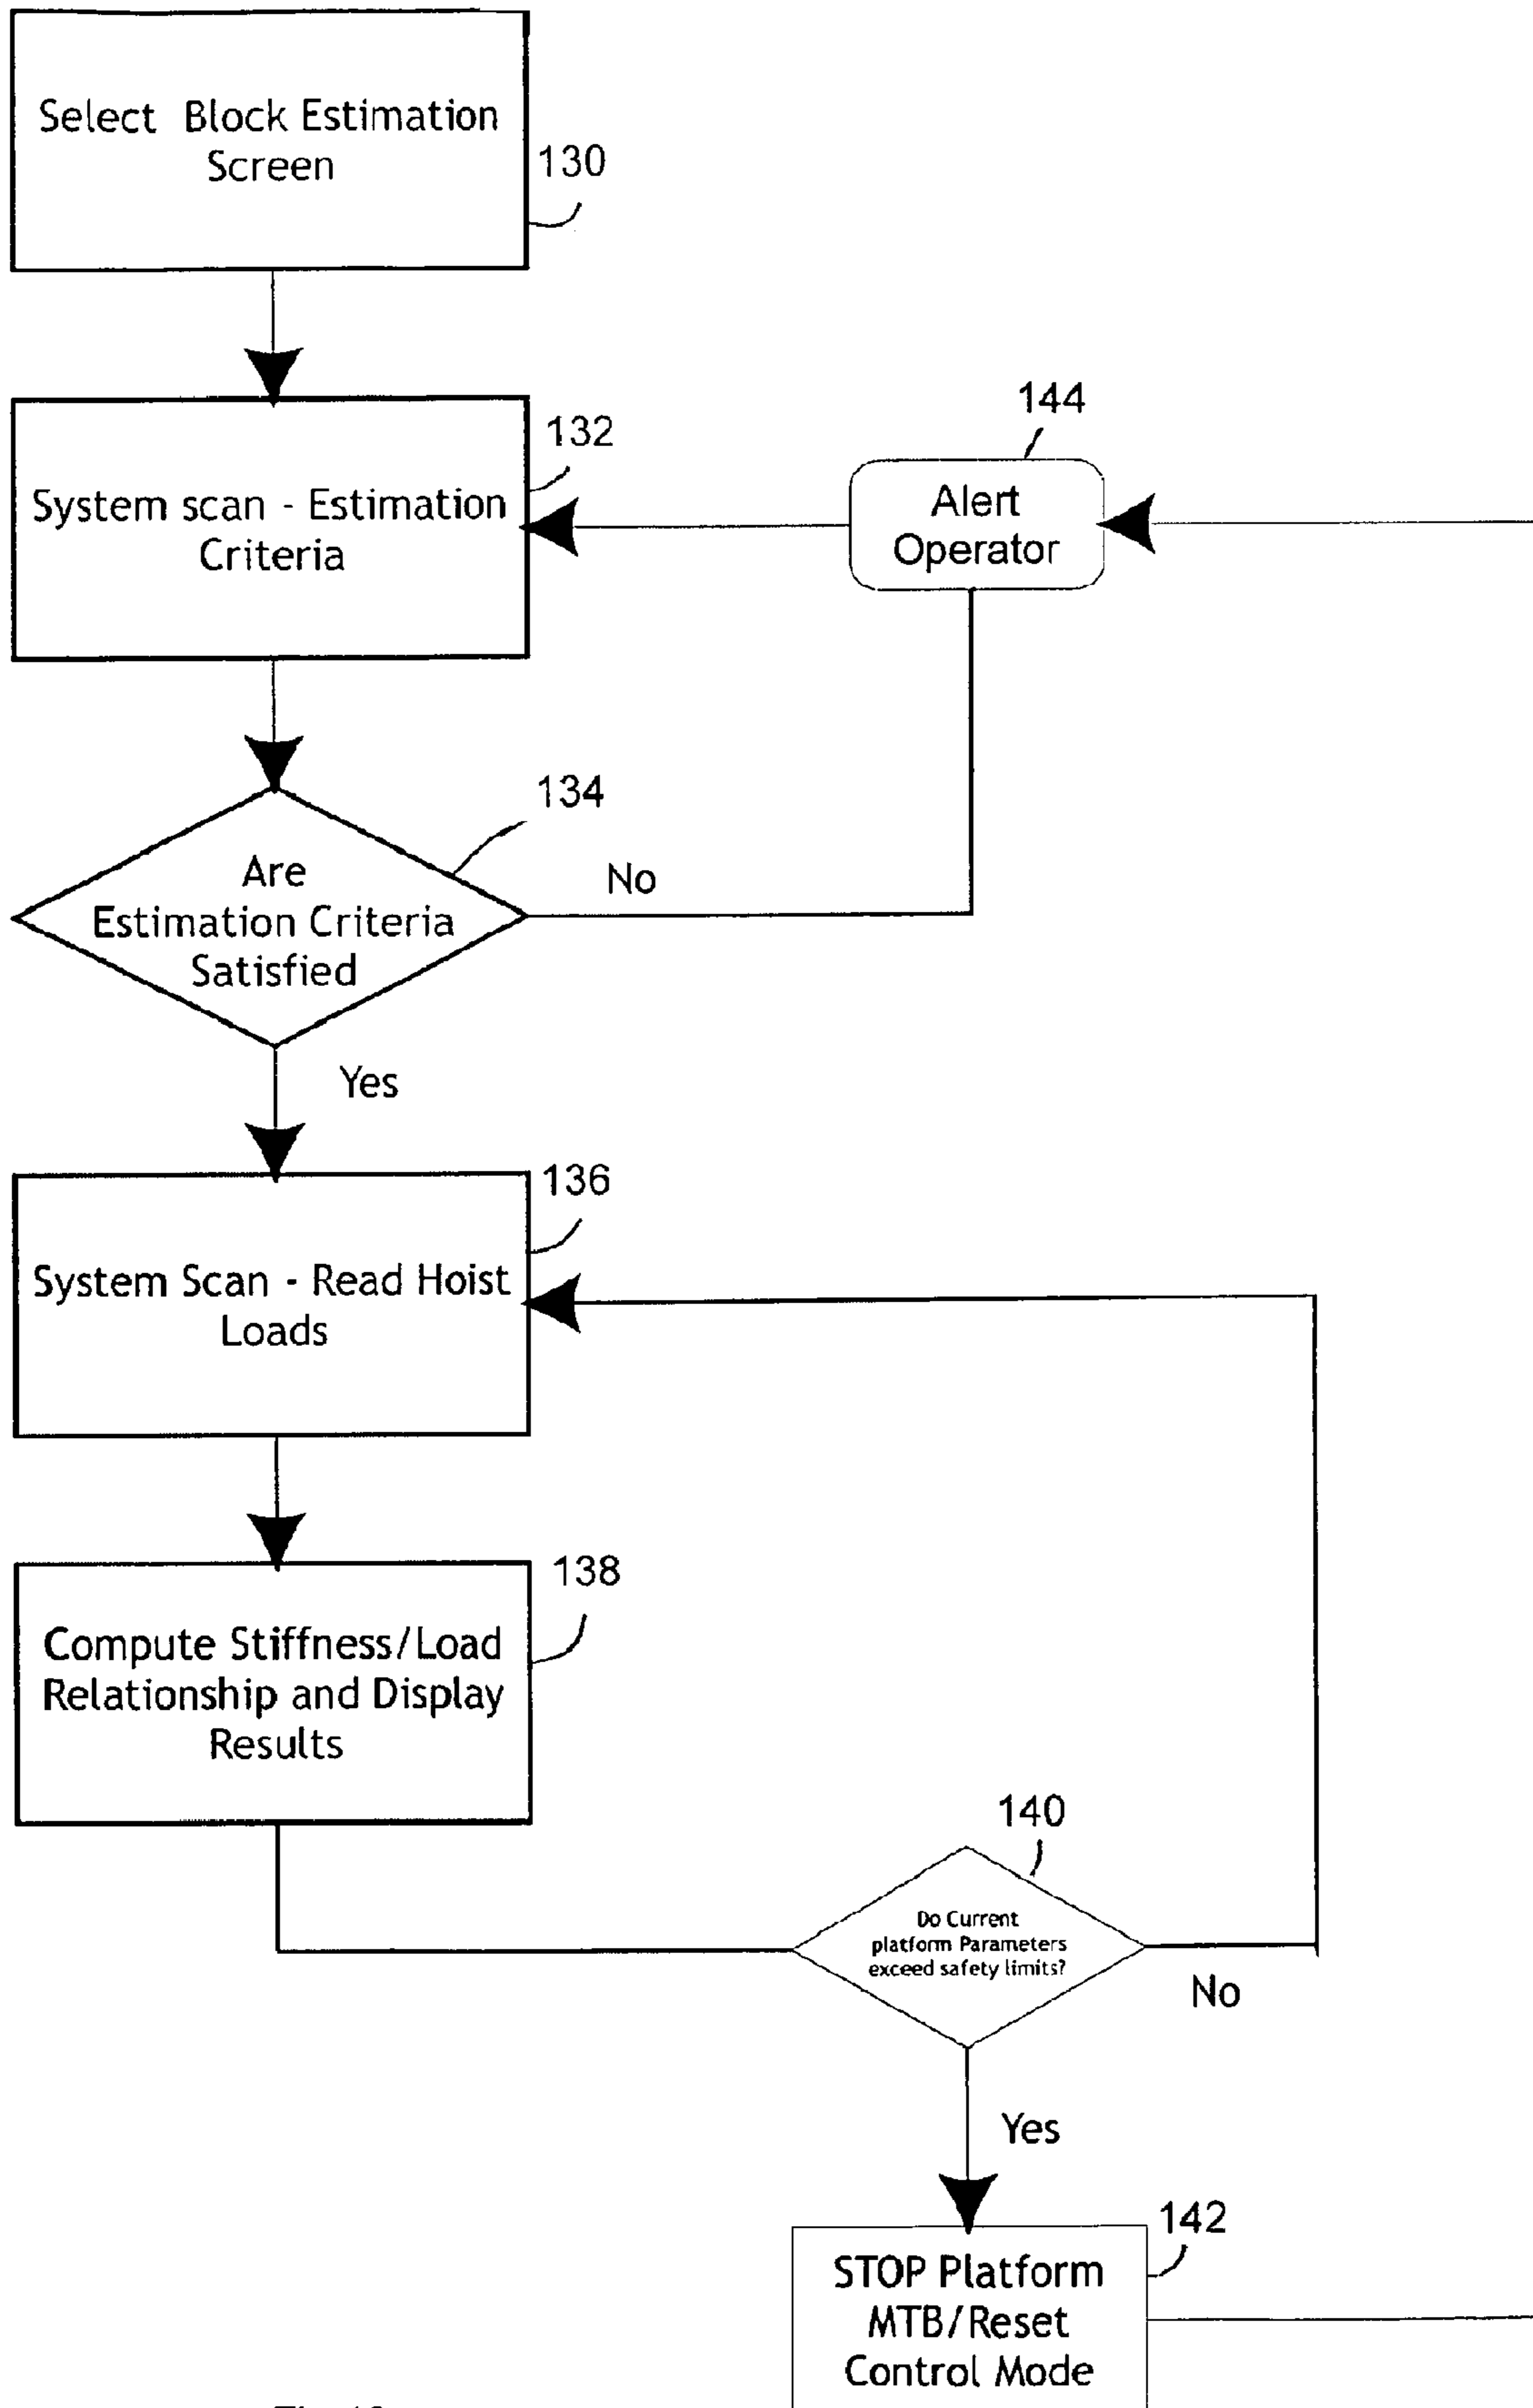 Select Block Estimation
Screen
130
144
132
System scan - Estimation
Criteria
Alert
Operator
134
Are
Estimation Criteria
Satisfied
No
Yes
136
System Scan - Read Hoist
Loads
138
Compute Stiffness/Load
Relationship and Display
Results
140
Do Current
platform Parameters
exceed safety limits?
No
Yes
142
STOP Platform
MTB/Reset
Control Mode